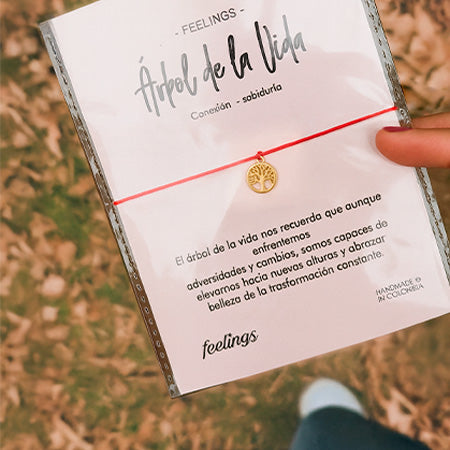 - FEELINGS -
Árbol de la Vida
Conexión - sabiduría
El árbol de la vida nos recuerda que aunque
enfrentemos
adversidades y cambios, somos capaces de
elevarnos hacia nuevas alturas y abrazar
belleza de la trasformación constante.
HANDMADE
IN COLOMBIA
feelings